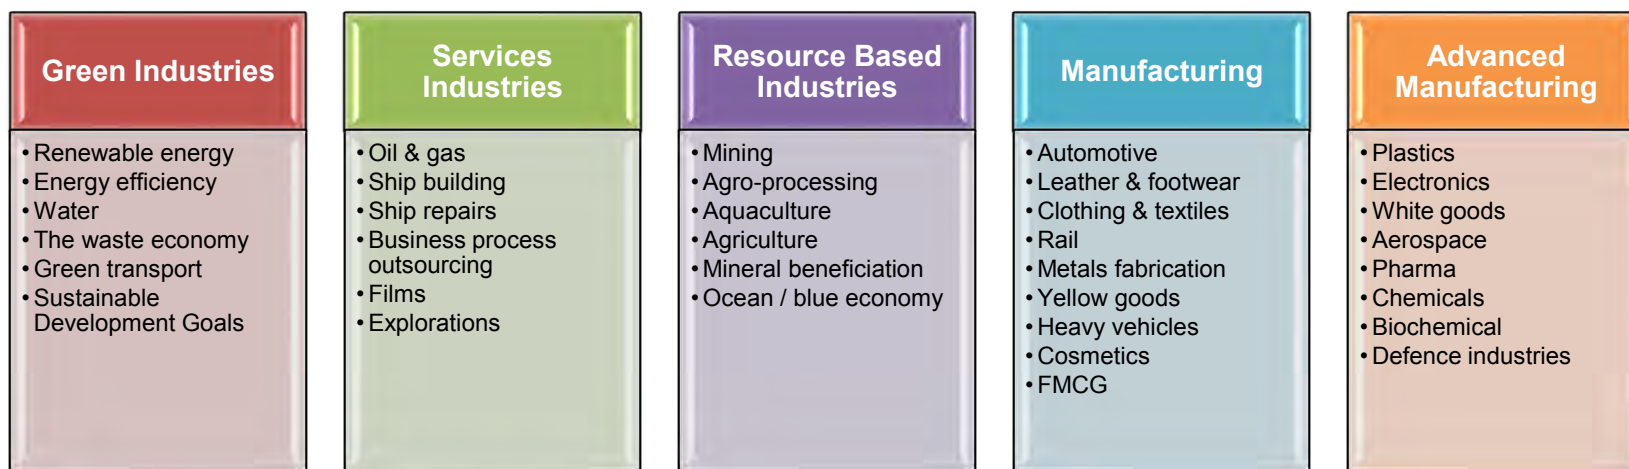 Green Industries
• Renewable energy
• Energy efficiency
• Water
• The waste economy
• Green transport
• Sustainable
Development Goals
Services
Industries
• Oil & gas
• Ship building
• Ship repairs
• Business process
outsourcing
• Films
• Explorations
Resource Based
Industries
• Mining
• Agro-processing
• Aquaculture
• Agriculture
• Mineral beneficiation
• Ocean / blue economy
Manufacturing
• Automotive
• Leather & footwear
• Clothing & textiles
• Rail
• Metals fabrication
• Yellow goods
• Heavy vehicles
• Cosmetics
• FMCG
Advanced
Manufacturing
• Plastics
• Electronics
• White goods
• Aerospace
• Pharma
• Chemicals
• Biochemical
• Defence industries